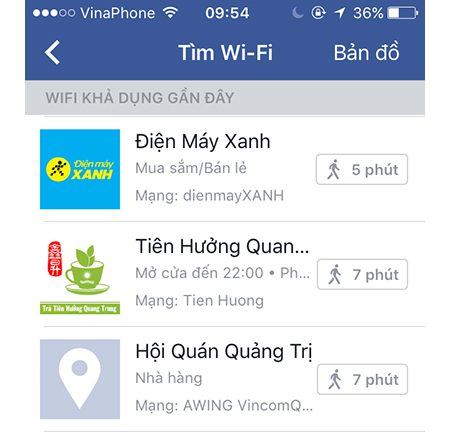 VinaPhone 09:54 36%
Tìm Wi-Fi Bản đồ
WIFI KHẢ DỤNG GẦN ĐÂY
Điện máy
XANH
Điện Máy Xanh
Mua sắm/Bán lẻ
Mạng: dienmayXANH
5 phút
Trà Tiên Hưởng Quang Trung
Tiên Hưởng Quan...
Mở cửa đến 22:00 • Ph...
Mạng: Tien Huong
7 phút
Hội Quán Quảng Trị
Nhà hàng
Mạng: AWING VincomQ...
7 phút